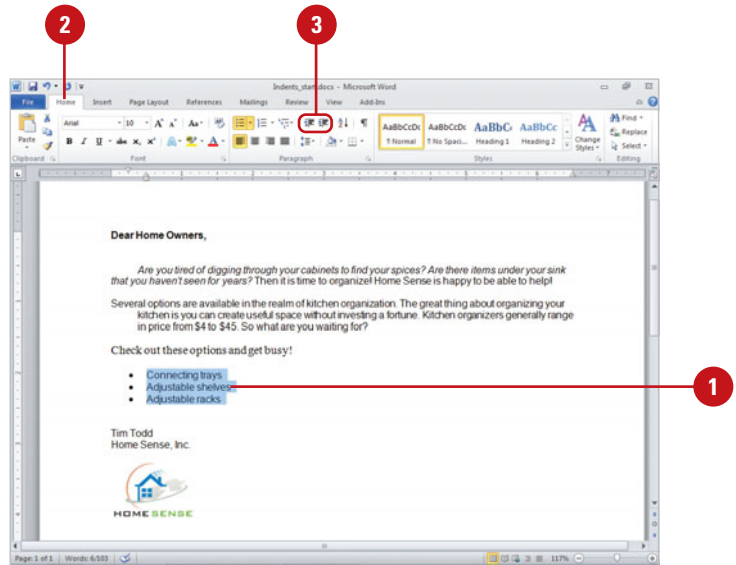 2
3
Indents_start.docx - Microsoft Word
File Home Insert Page Layout References Mailings Review View Add-Ins
Paste
Arial 10 A A Aa
B I U abc x, x² A A
AaBbCcDc AaBbCcDc AaBbC AaBbCc
¶ Normal ¶ No Spaci... Heading 1 Heading 2
Change Styles
Find
Replace
Select
Clipboard Font Paragraph Styles Editing
Dear Home Owners,
Are you tired of digging through your cabinets to find your spices? Are there items under your sink
that you haven't seen for years? Then it is time to organize! Home Sense is happy to be able to help!
Several options are available in the realm of kitchen organization. The great thing about organizing your
kitchen is you can create useful space without investing a fortune. Kitchen organizers generally range
in price from $4 to $45. So what are you waiting for?
Check out these options and get busy!
• Connecting trays
• Adjustable shelves
• Adjustable racks
1
Tim Todd
Home Sense, Inc.
HOMESENSE
Page: 1 of 1 Words: 6/103 117%